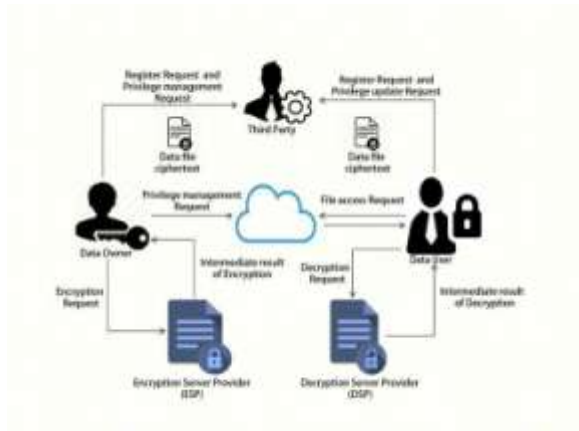 Register Request and
Privilege management
Request
Register Request and
Privilege update Request
Third Party
Data file
ciphertext
Data file
ciphertext
Privilege management
Request
File access Request
Data Owner
Data User
Intermediate result
of Encryption
Decryption
Request
Encryption
Request
Intermediate result
of Decryption
Encryption Server Provider
(ESP)
Decryption Server Provider
(DSP)